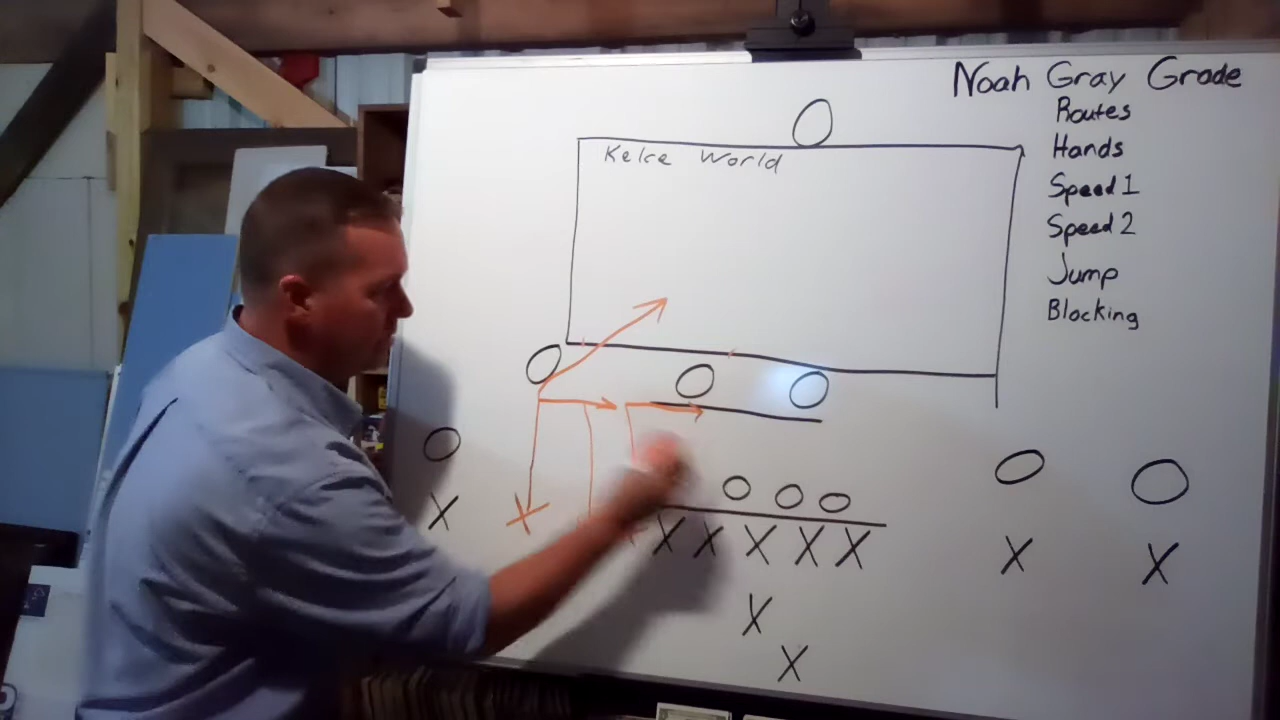 Noah Gray Grade
Routes
Hands
Speed 1
Speed 2
Jump
Blocking
Kelce World